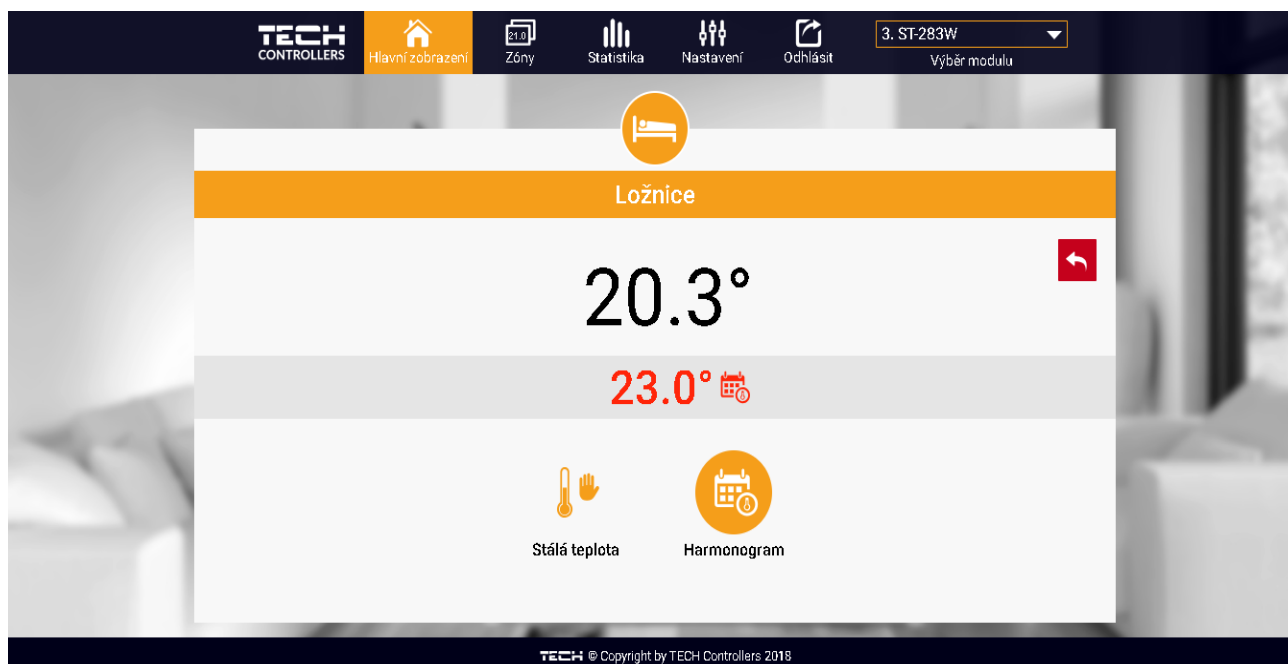 TECH
CONTROLLERS
Hlavní zobrazení
21.0
Zóny
Statistika
Nastavení
Odhlásit
3. ST-283W
Výběr modulu
Ložnice
20.3°
23.0°
Stálá teplota
Harmonogram
TECH © Copyright by TECH Controllers 2018